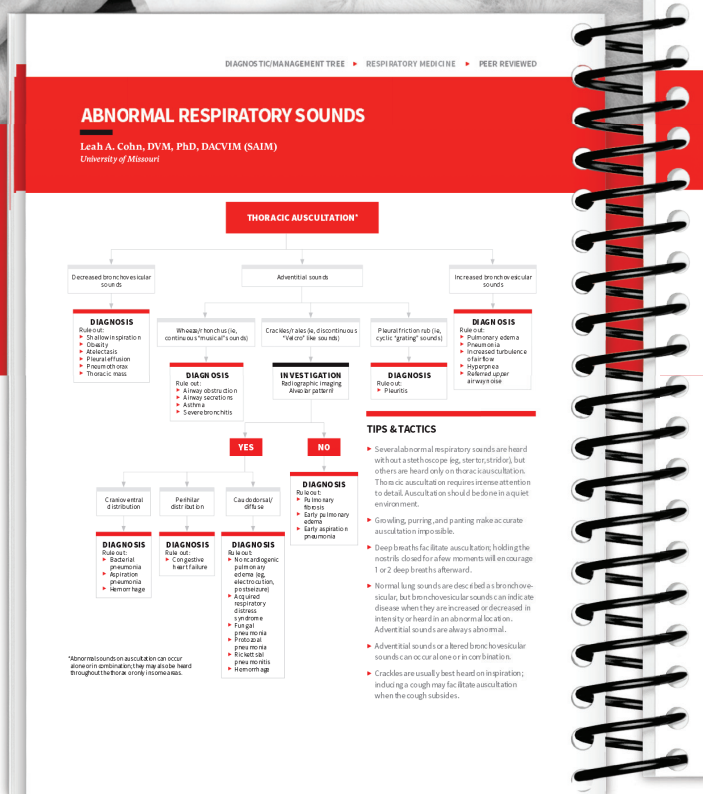 DIAGNOSTIC/MANAGEMENT TREE ► RESPIRATORY MEDICINE ► PEER REVIEWED
ABNORMAL RESPIRATORY SOUNDS
Leah A. Cohn, DVM, PhD, DACVIM (SAIM)
University of Missouri
THORACIC AUSCULTATION*
Decreased bronchovesicular
sounds
Adventitial sounds
Increased bronchovesicular
sounds
DIAGNOSIS
Rule out:
► Shallow inspiration
► Obesity
► Atelectasis
► Pleural effusion
► Pneumothorax
► Thoracic mass
Wheeze/rhonchus (ie,
continuous "musical" sounds)
Crackles/rales (ie, discontinuous
"Velcro" like sounds)
Pleural friction rub (ie,
cyclic "grating" sounds)
DIAGNOSIS
Rule out:
► Pulmonary edema
► Pneumonia
► Increased turbulence
of airflow
► Hyperpnea
► Referred upper
airway noise
DIAGNOSIS
Rule out:
► Airway obstruction
► Airway secretions
► Asthma
► Severe bronchitis
INVESTIGATION
Radiographic imaging
Alveolar pattern?
DIAGNOSIS
Rule out:
► Pleuritis
YES
NO
DIAGNOSIS
Rule out:
► Pulmonary
fibrosis
► Early pulmonary
edema
► Early aspiration
pneumonia
Cranioventral
distribution
Perihilar
distribution
Caudodorsal/
diffuse
DIAGNOSIS
Rule out:
► Bacterial
pneumonia
► Aspiration
pneumonia
► Hemorrhage
DIAGNOSIS
Rule out:
► Congestive
heart failure
DIAGNOSIS
Rule out:
► Noncardiogenic
pulmonary
edema (eg,
electrocution,
postseizure)
► Acquired
respiratory
distress
syndrome
► Fungal
pneumonia
► Protozoal
pneumonia
► Rickettsial
pneumonitis
► Hemorrhage
*Abnormal sounds on auscultation can occur
alone or in combination; they may also be heard
throughout the thorax or only in some areas.
TIPS & TACTICS
► Several abnormal respiratory sounds are heard
without a stethoscope (eg, stertor, stridor), but
others are heard only on thoracic auscultation.
Thoracic auscultation requires intense attention
to detail. Auscultation should be done in a quiet
environment.
► Growling, purring, and panting make accurate
auscultation impossible.
► Deep breaths facilitate auscultation; holding the
nostrils closed for a few moments will encourage
1 or 2 deep breaths afterward.
► Normal lung sounds are described as bronchove-
sicular, but bronchovesicular sounds can indicate
disease when they are increased or decreased in
intensity or heard in an abnormal location.
Adventitial sounds are always abnormal.
► Adventitial sounds or altered bronchovesicular
sounds can occur alone or in combination.
► Crackles are usually best heard on inspiration;
inducing a cough may facilitate auscultation
when the cough subsides.